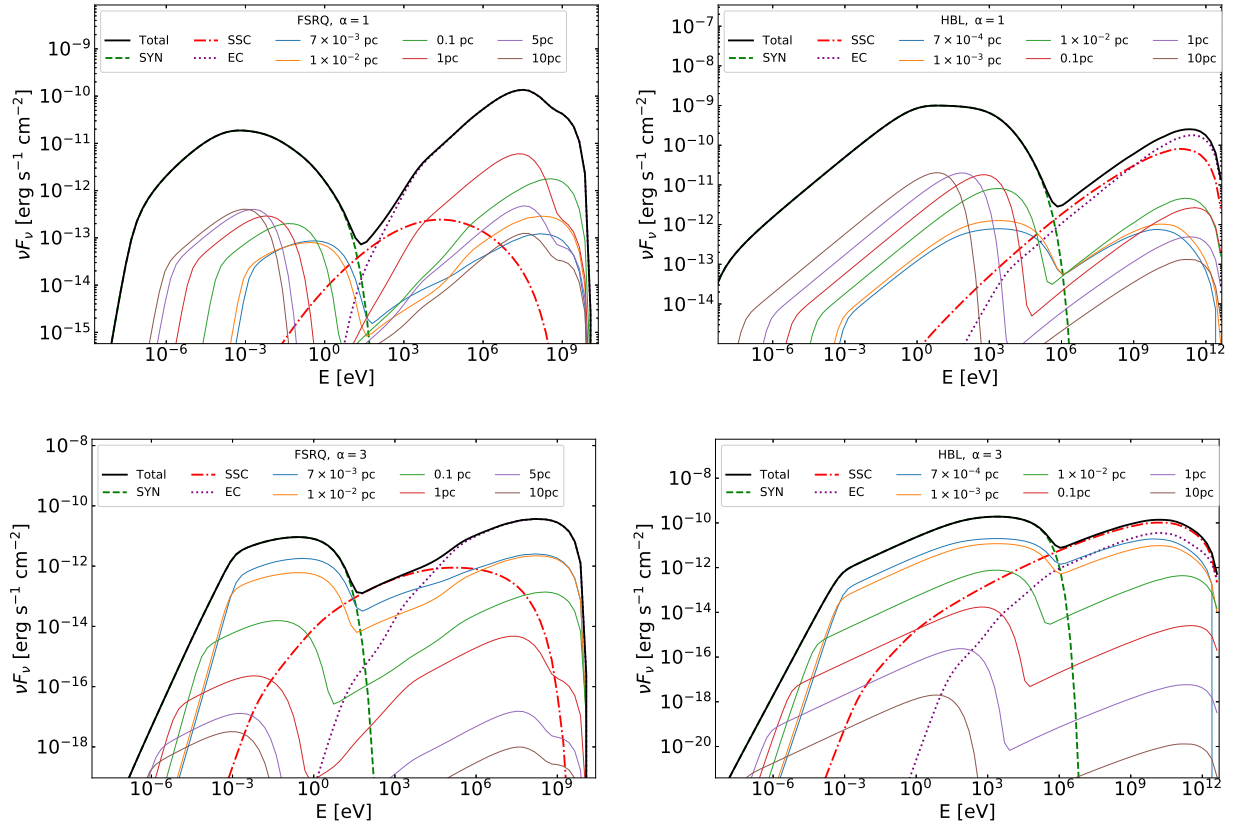 FSRQ, α = 1
Total SSC 7 × 10⁻³ pc 0.1 pc 5pc
SYN EC 1 × 10⁻² pc 1pc 10pc
10⁻⁹
10⁻¹⁰
10⁻¹¹
10⁻¹²
10⁻¹³
10⁻¹⁴
10⁻¹⁵
νFν [erg s⁻¹ cm⁻²]
10⁻⁶ 10⁻³ 10⁰ 10³ 10⁶ 10⁹
E [eV]
HBL, α = 1
Total SSC 7 × 10⁻⁴ pc 1 × 10⁻² pc 1pc
SYN EC 1 × 10⁻³ pc 0.1pc 10pc
10⁻⁷
10⁻⁸
10⁻⁹
10⁻¹⁰
10⁻¹¹
10⁻¹²
10⁻¹³
10⁻¹⁴
νFν [erg s⁻¹ cm⁻²]
10⁻⁶ 10⁻³ 10⁰ 10³ 10⁶ 10⁹ 10¹²
E [eV]
FSRQ, α = 3
Total SSC 7 × 10⁻³ pc 0.1 pc 5pc
SYN EC 1 × 10⁻² pc 1pc 10pc
10⁻⁸
10⁻¹⁰
10⁻¹²
10⁻¹⁴
10⁻¹⁶
10⁻¹⁸
νFν [erg s⁻¹ cm⁻²]
10⁻⁶ 10⁻³ 10⁰ 10³ 10⁶ 10⁹
E [eV]
HBL, α = 3
Total SSC 7 × 10⁻⁴ pc 1 × 10⁻² pc 1pc
SYN EC 1 × 10⁻³ pc 0.1pc 10pc
10⁻⁸
10⁻¹⁰
10⁻¹²
10⁻¹⁴
10⁻¹⁶
10⁻¹⁸
10⁻²⁰
νFν [erg s⁻¹ cm⁻²]
10⁻⁶ 10⁻³ 10⁰ 10³ 10⁶ 10⁹ 10¹²
E [eV]